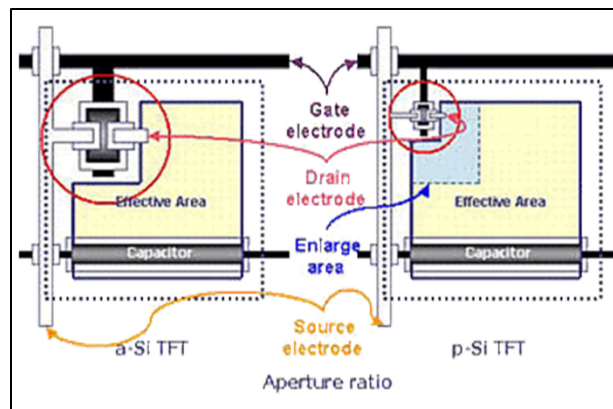 Gate
electrode
Drain
electrode
Effective Area
Effective Area
Enlarge
area
Capacitor
Capacitor
Source
electrode
a-Si TFT
p-Si TFT
Aperture ratio